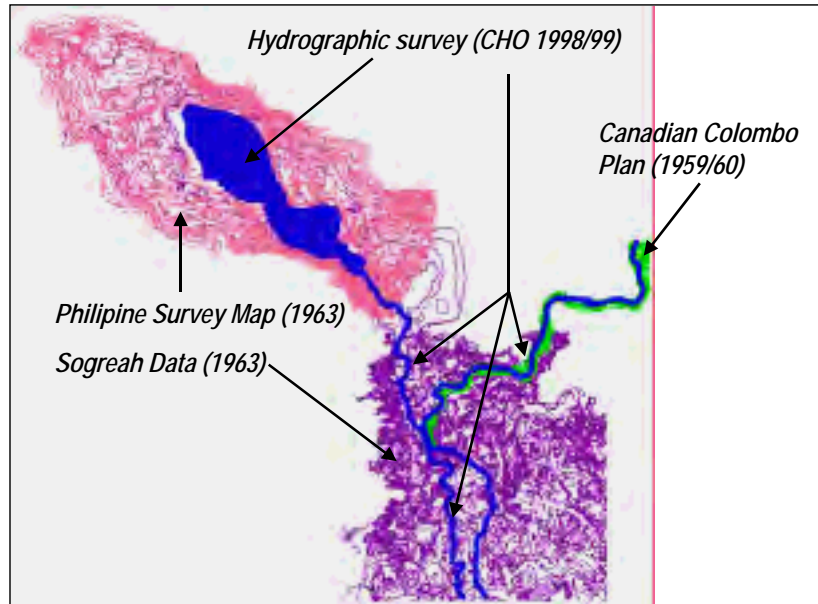 Hydrographic survey (CHO 1998/99)
Canadian Colombo
Plan (1959/60)
Philipine Survey Map (1963)
Sogreah Data (1963)